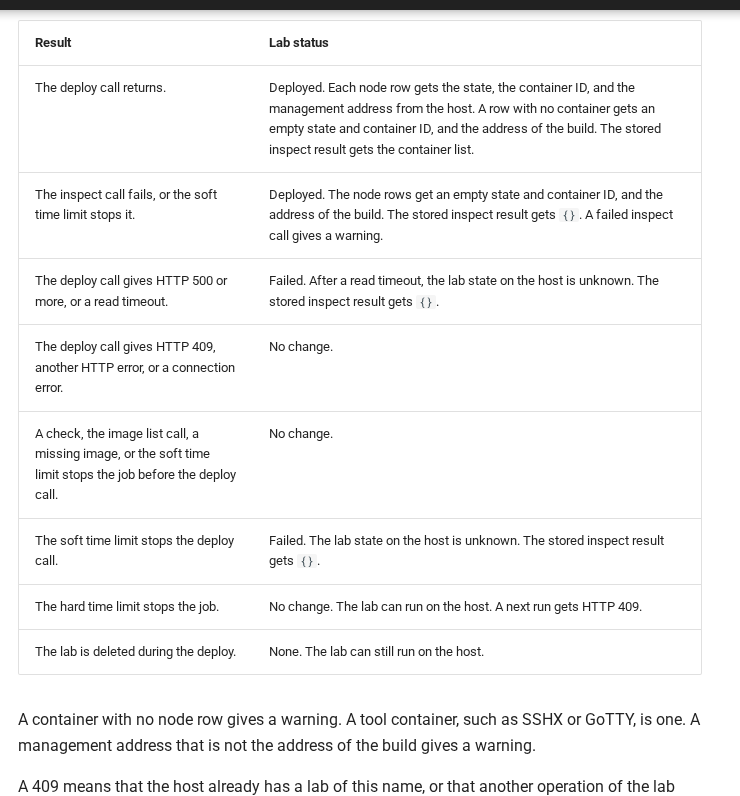 Result Lab status
The deploy call returns. Deployed. Each node row gets the state, the container ID, and the
management address from the host. A row with no container gets an
empty state and container ID, and the address of the build. The stored
inspect result gets the container list.
The inspect call fails, or the soft Deployed. The node rows get an empty state and container ID, and the
time limit stops it. address of the build. The stored inspect result gets {}. A failed inspect
call gives a warning.
The deploy call gives HTTP 500 or Failed. After a read timeout, the lab state on the host is unknown. The
more, or a read timeout. stored inspect result gets {}.
The deploy call gives HTTP 409, No change.
another HTTP error, or a connection
error.
A check, the image list call, a No change.
missing image, or the soft time
limit stops the job before the deploy
call.
The soft time limit stops the deploy Failed. The lab state on the host is unknown. The stored inspect result
call. gets {}.
The hard time limit stops the job. No change. The lab can run on the host. A next run gets HTTP 409.
The lab is deleted during the deploy. None. The lab can still run on the host.
A container with no node row gives a warning. A tool container, such as SSHX or GoTTY, is one. A
management address that is not the address of the build gives a warning.
A 409 means that the host already has a lab of this name, or that another operation of the lab